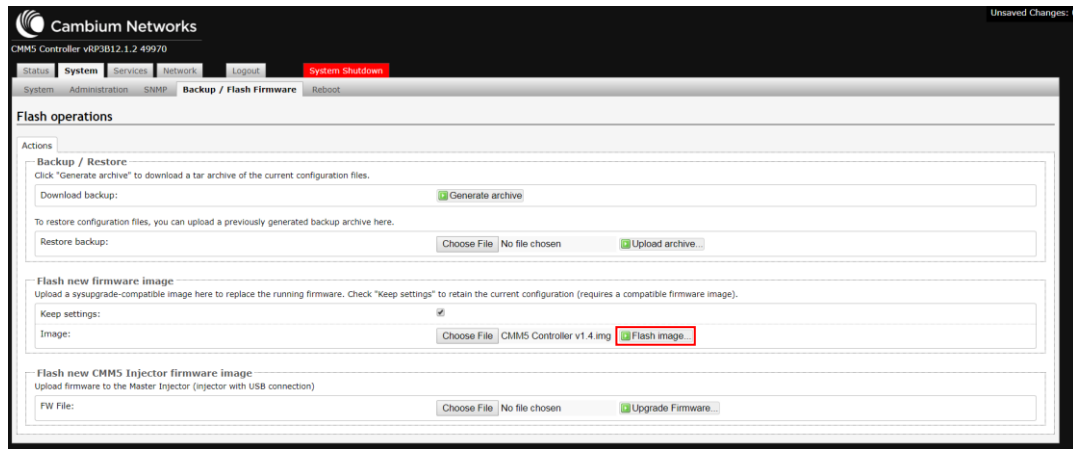 Unsaved Changes:
Cambium Networks
CMM5 Controller vRP3B12.1.2 49970
Status System Services Network Logout System Shutdown
System Administration SNMP Backup / Flash Firmware Reboot
Flash operations
Actions
Backup / Restore
Click "Generate archive" to download a tar archive of the current configuration files.
Download backup: Generate archive
To restore configuration files, you can upload a previously generated backup archive here.
Restore backup: Choose File No file chosen Upload archive...
Flash new firmware image
Upload a sysupgrade-compatible image here to replace the running firmware. Check "Keep settings" to retain the current configuration (requires a compatible firmware image).
Keep settings:
Image: Choose File CMM5 Controller v1.4.img Flash image...
Flash new CMM5 Injector firmware image
Upload firmware to the Master Injector (injector with USB connection)
FW File: Choose File No file chosen Upgrade Firmware...